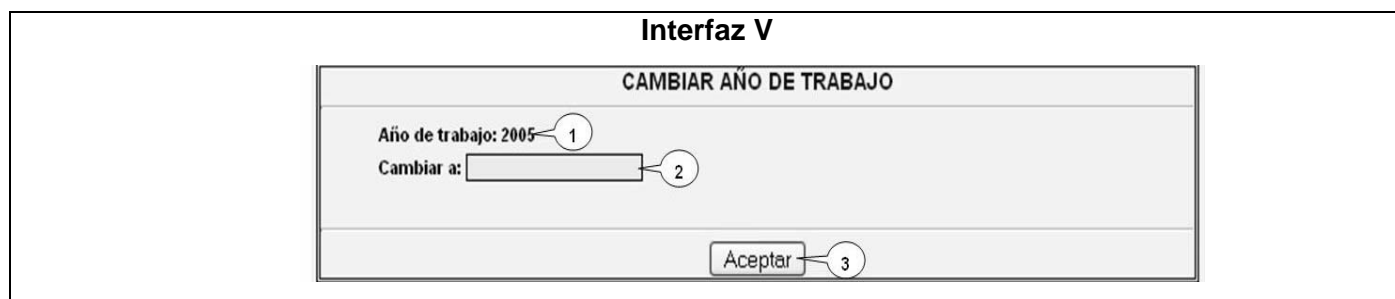 Interfaz V
CAMBIAR AÑO DE TRABAJO
Año de trabajo: 2005 1
Cambiar a: 2
Aceptar 3